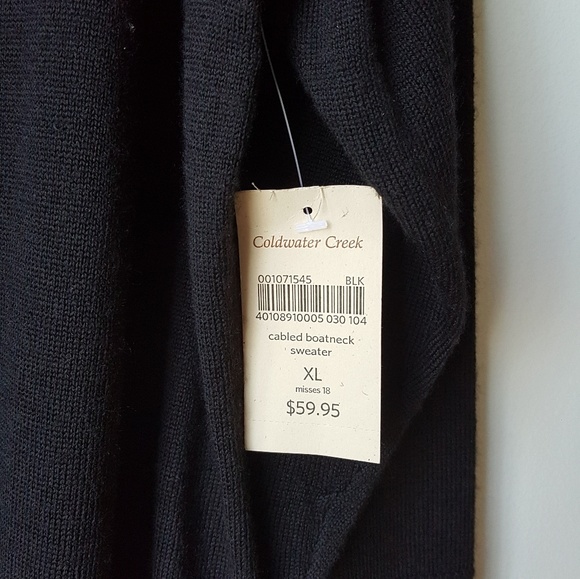 Coldwater Creek
001071545 BLK
40108910005 030 104
cabled boatneck
sweater
XL
misses 18
$59.95